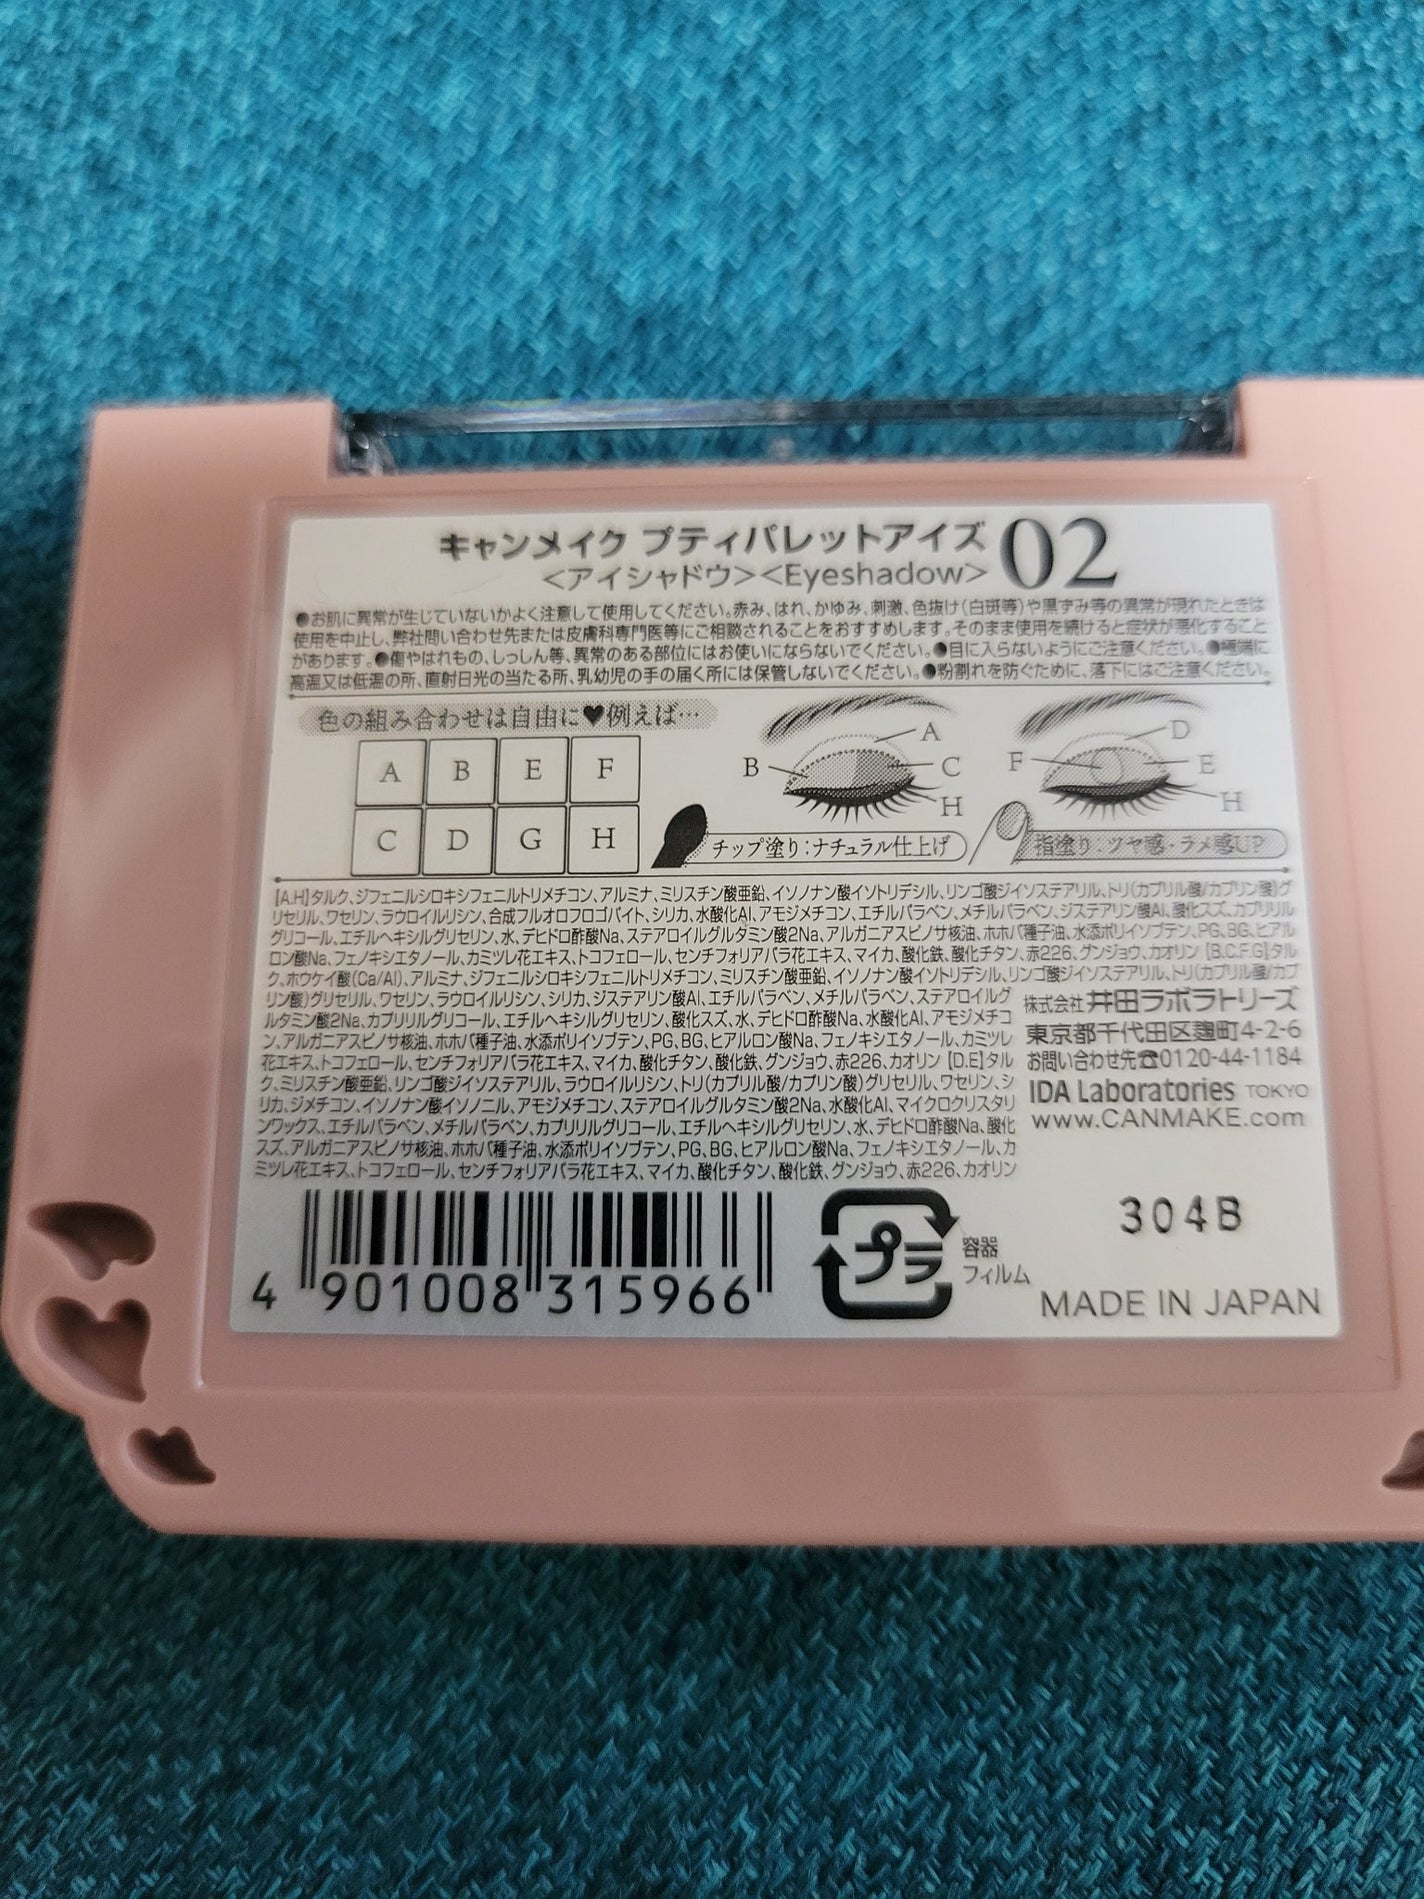 キャンメイク プティパレットアイズ 02
<アイシャドウ><Eyeshadow>
●お肌に異常が生じていないかよく注意して使用してください。赤み、はれ、かゆみ、刺激、色抜け(白斑等)や黒ずみ等の異常が現れたときは
使用を中止し、弊社問い合わせ先または皮膚科専門医等にご相談されることをおすすめします。そのまま使用を続けると症状が悪化すること
があります。●傷やはれもの、しっしん等、異常のある部位にはお使いにならないでください。●目に入らないようにご注意ください。●極端に
高温又は低温の所、直射日光の当たる所、乳幼児の手の届く所には保管しないでください。●粉割れを防ぐために、落下にはご注意ください。
色の組み合わせは自由に♥例えば…
A B E F
C D G H
A
B C
H
チップ塗り:ナチュラル仕上げ
D
F E
H
指塗り:ツヤ感・ラメ感UP
【A.H】タルク、ジフェニルシロキシフェニルトリメチコン、アルミナ、ミリスチン酸亜鉛、イソノナン酸イソトリデシル、リンゴ酸ジイソステアリル、トリ(カプリル酸/カプリン酸)グ
リセリル、ワセリン、ラウロイルリシン、合成フルオロフロゴパイト、シリカ、水酸化Al、アモジメチコン、エチルパラベン、メチルパラベン、ジステアリン酸Al、酸化スズ、カプリリル
グリコール、エチルヘキシルグリセリン、水、デヒドロ酢酸Na、ステアロイルグルタミン酸2Na、アルガニアスピノサ核油、ホホバ種子油、水添ポリイソブテン、PG、BG、ヒアル
ロン酸Na、フェノキシエタノール、カミツレ花エキス、トコフェロール、センチフォリアバラ花エキス、マイカ、酸化鉄、酸化チタン、赤226、グンジョウ、カオリン 【B.C.F.G】タル
ク、ホウケイ酸(Ca/Al)、アルミナ、ジフェニルシロキシフェニルトリメチコン、ミリスチン酸亜鉛、イソノナン酸イソトリデシル、リンゴ酸ジイソステアリル、トリ(カプリル酸/カプ
リン酸)グリセリル、ワセリン、ラウロイルリシン、シリカ、ジステアリン酸Al、エチルパラベン、メチルパラベン、ステアロイルグ
ルタミン酸2Na、カプリリルグリコール、エチルヘキシルグリセリン、酸化スズ、水、デヒドロ酢酸Na、水酸化Al、アモジメチコ
ン、アルガニアスピノサ核油、ホホバ種子油、水添ポリイソブテン、PG、BG、ヒアルロン酸Na、フェノキシエタノール、カミツレ
花エキス、トコフェロール、センチフォリアバラ花エキス、マイカ、酸化チタン、酸化鉄、グンジョウ、赤226、カオリン 【D.E】タル
ク、ミリスチン酸亜鉛、リンゴ酸ジイソステアリル、ラウロイルリシン、トリ(カプリル酸/カプリン酸)グリセリル、ワセリン、シ
リカ、ジメチコン、イソノナン酸イソノニル、アモジメチコン、ステアロイルグルタミン酸2Na、水酸化Al、マイクロクリスタリ
ンワックス、エチルパラベン、メチルパラベン、カプリリルグリコール、エチルヘキシルグリセリン、水、デヒドロ酢酸Na、酸化
スズ、アルガニアスピノサ核油、ホホバ種子油、水添ポリイソブテン、PG、BG、ヒアルロン酸Na、フェノキシエタノール、カ
ミツレ花エキス、トコフェロール、センチフォリアバラ花エキス、マイカ、酸化チタン、酸化鉄、グンジョウ、赤226、カオリン
株式会社 井田ラボラトリーズ
東京都千代田区麹町4-2-6
お問い合わせ先☎0120-44-1184
IDA Laboratories TOKYO
www.CANMAKE.com
4 901008 315966
プラ
容器
フィルム
304B
MADE IN JAPAN